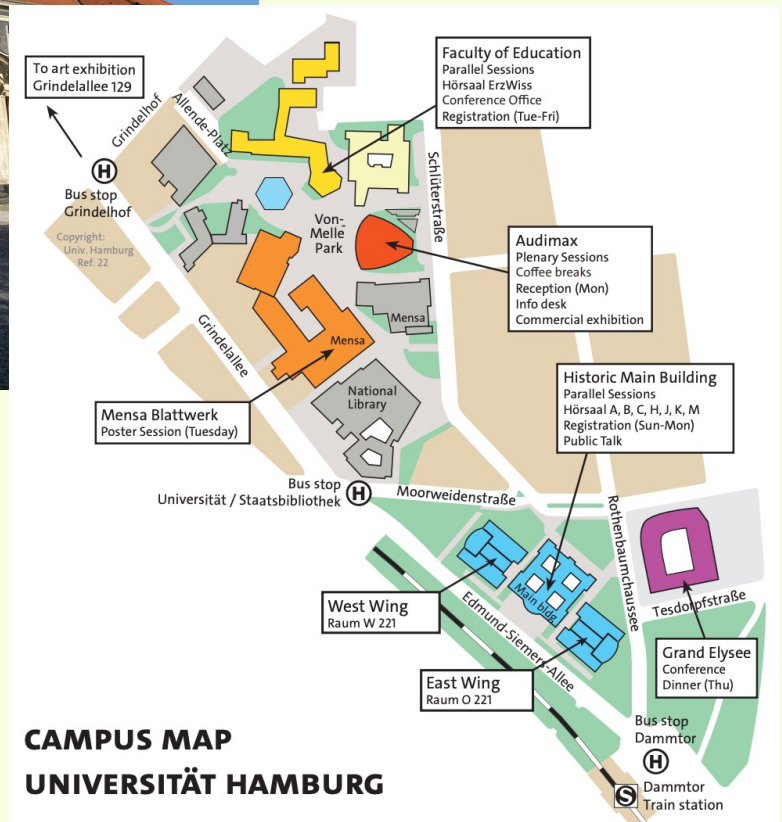 To art exhibition
Grindelallee 129
Grindelhof
Allende-Platz
H
Bus stop
Grindelhof
Copyright:
Univ. Hamburg
Ref. 22
Faculty of Education
Parallel Sessions
Hörsaal ErzWiss
Conference Office
Registration (Tue-Fri)
Schlüterstraße
Von-
Melle
Park
Audimax
Plenary Sessions
Coffee breaks
Reception (Mon)
Info desk
Commercial exhibition
Grindelallee
Mensa
Mensa
National
Library
Mensa Blattwerk
Poster Session (Tuesday)
Historic Main Building
Parallel Sessions
Hörsaal A, B, C, H, J, K, M
Registration (Sun-Mon)
Public Talk
Bus stop
Universität / Staatsbibliothek
H
Moorweidenstraße
Rothenbaumchaussee
Main bldg.
Tesdorpfstraße
West Wing
Raum W 221
Edmund-Siemers-Allee
East Wing
Raum O 221
Grand Elysee
Conference
Dinner (Thu)
Bus stop
Dammtor
H
S
Dammtor
Train station
CAMPUS MAP
UNIVERSITÄT HAMBURG